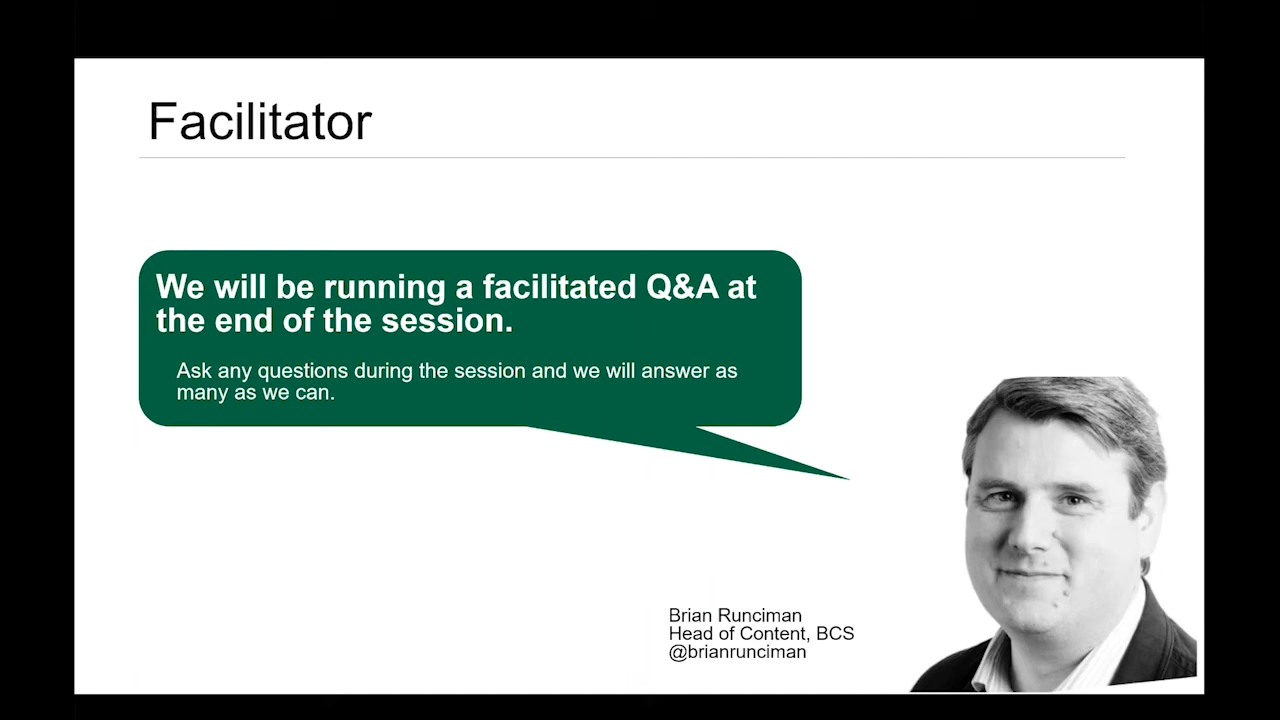 Facilitator
We will be running a facilitated Q&A at
the end of the session.
Ask any questions during the session and we will answer as
many as we can.
Brian Runciman
Head of Content, BCS
@brianrunciman